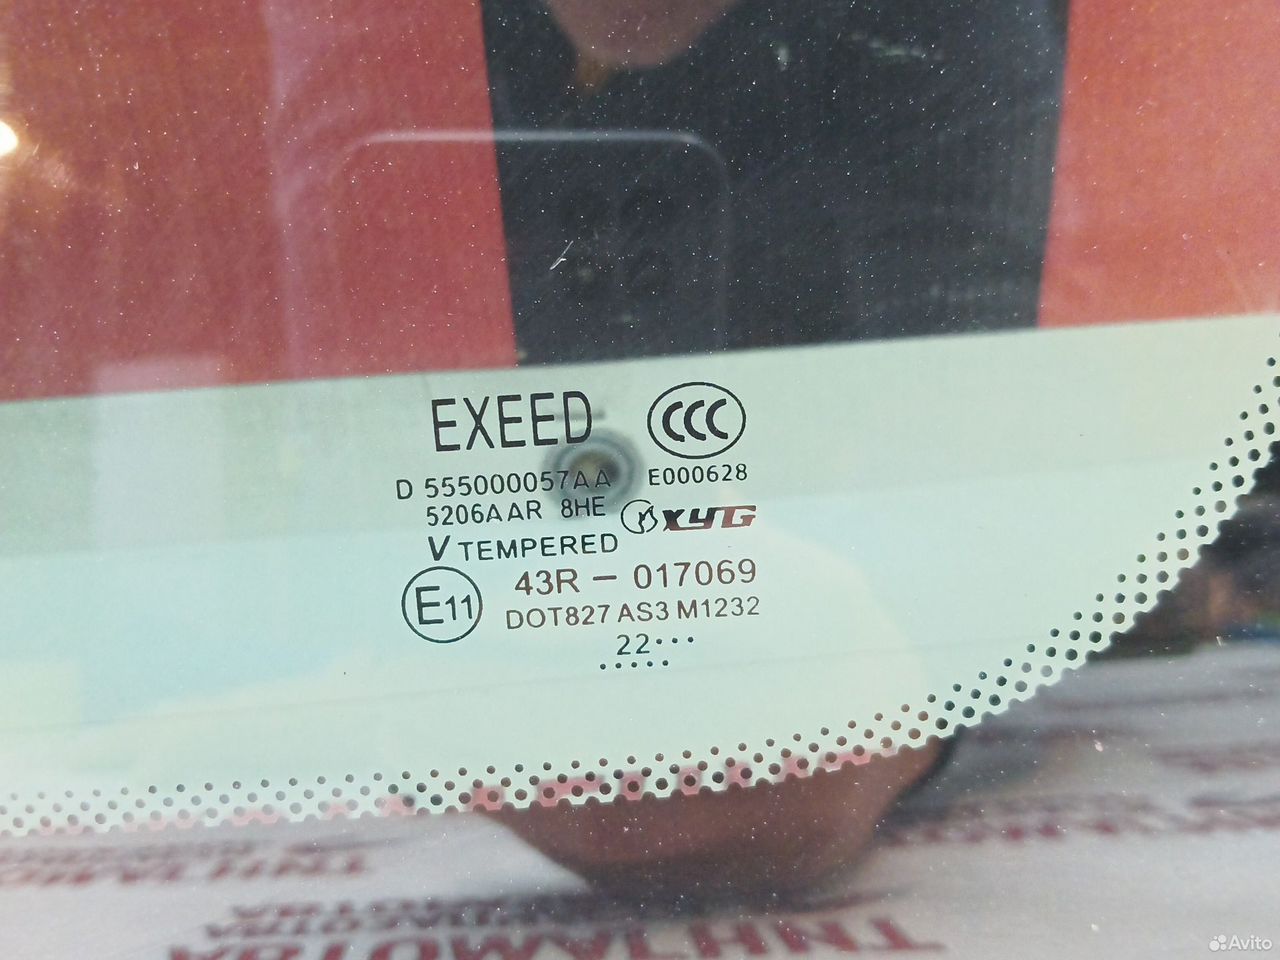 EXEED CCC
D 555000057AA E000628
5206AAR 8HE XYG
V TEMPERED
E11 43R - 017069
DOT827 AS3 M1232
22···
·····
Avito